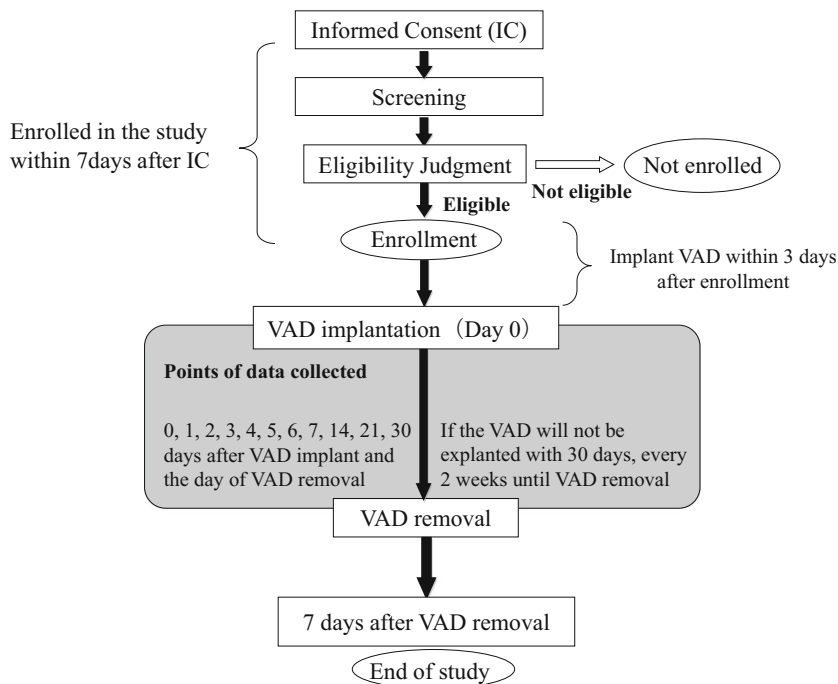 Informed Consent (IC)
Screening
Enrolled in the study
within 7days after IC
Eligibility Judgment
Not enrolled
Eligible
Not eligible
Enrollment
Implant VAD within 3 days
after enrollment
VAD implantation (Day 0)
Points of data collected
0, 1, 2, 3, 4, 5, 6, 7, 14, 21, 30
days after VAD implant and
the day of VAD removal
If the VAD will not be
explanted with 30 days, every
2 weeks until VAD removal
VAD removal
7 days after VAD removal
End of study